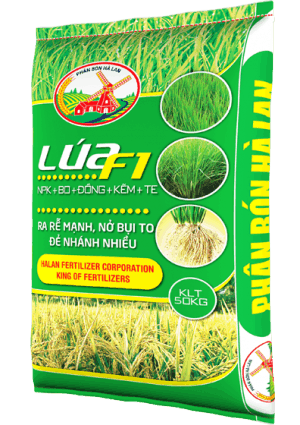 PHÂN BÓN HÀ LAN
LÚA F1
NPK+BO+ĐỒNG+KẼM+TE
RA RỄ MẠNH, NỞ BỤI TO
ĐẺ NHÁNH NHIỀU
HALAN FERTILIZER CORPORATION
KING OF FERTILIZERS
KLT
50KG
PHÂN BÓN HÀ LAN